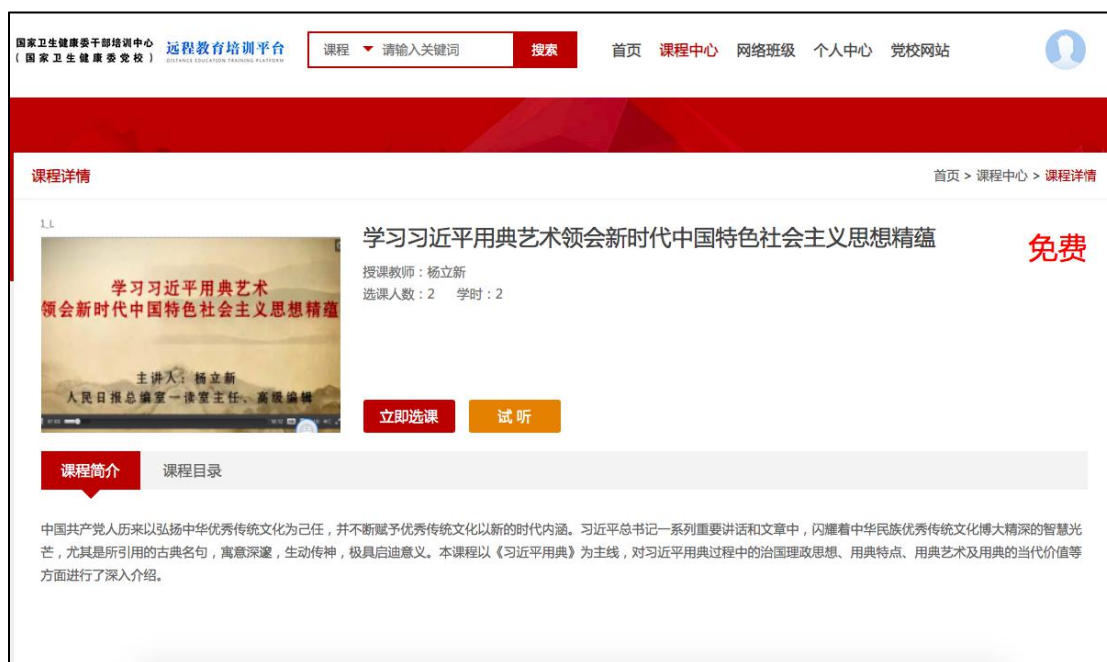 国家卫生健康委干部培训中心
（国家卫生健康委党校）
远程教育培训平台
DISTANCE EDUCATION TRAINING PLATFORM
课程 请输入关键词 搜索 首页 课程中心 网络班级 个人中心 党校网站
课程详情
首页 > 课程中心 > 课程详情
1_L
学习习近平用典艺术
领会新时代中国特色社会主义思想精蕴
主讲人：杨立新
人民日报总编室一读室主任、高级编辑
学习习近平用典艺术领会新时代中国特色社会主义思想精蕴
免费
授课教师：杨立新
选课人数：2 学时：2
立即选课 试 听
课程简介 课程目录
中国共产党人历来以弘扬中华优秀传统文化为己任，并不断赋予优秀传统文化以新的时代内涵。习近平总书记一系列重要讲话和文章中，闪耀着中华民族优秀传统文化博大精深的智慧光
芒，尤其是所引用的古典名句，寓意深邃，生动传神，极具启迪意义。本课程以《习近平用典》为主线，对习近平用典过程中的治国理政思想、用典特点、用典艺术及用典的当代价值等
方面进行了深入介绍。